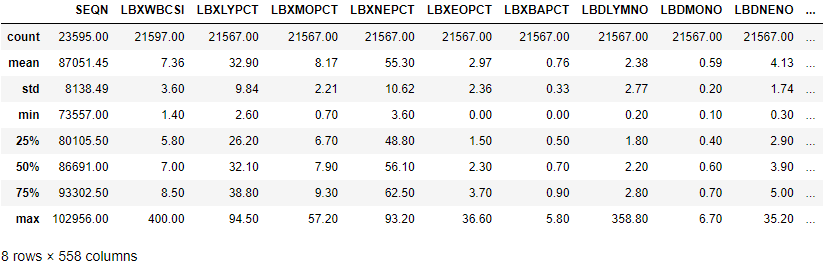 SEQN LBXWBCSI LBXLYPCT LBXMOPCT LBXNEPCT LBXEOPCT LBXBAPCT LBDLYMNO LBDMONO LBDNENO ...
count 23595.00 21597.00 21567.00 21567.00 21567.00 21567.00 21567.00 21567.00 21567.00 21567.00 ...
mean 87051.45 7.36 32.90 8.17 55.30 2.97 0.76 2.38 0.59 4.13 ...
std 8138.49 3.60 9.84 2.21 10.62 2.36 0.33 2.77 0.20 1.74 ...
min 73557.00 1.40 2.60 0.70 3.60 0.00 0.00 0.20 0.10 0.30 ...
25% 80105.50 5.80 26.20 6.70 48.80 1.50 0.50 1.80 0.40 2.90 ...
50% 86691.00 7.00 32.10 7.90 56.10 2.30 0.70 2.20 0.60 3.90 ...
75% 93302.50 8.50 38.80 9.30 62.50 3.70 0.90 2.80 0.70 5.00 ...
max 102956.00 400.00 94.50 57.20 93.20 36.60 5.80 358.80 6.70 35.20 ...
8 rows × 558 columns